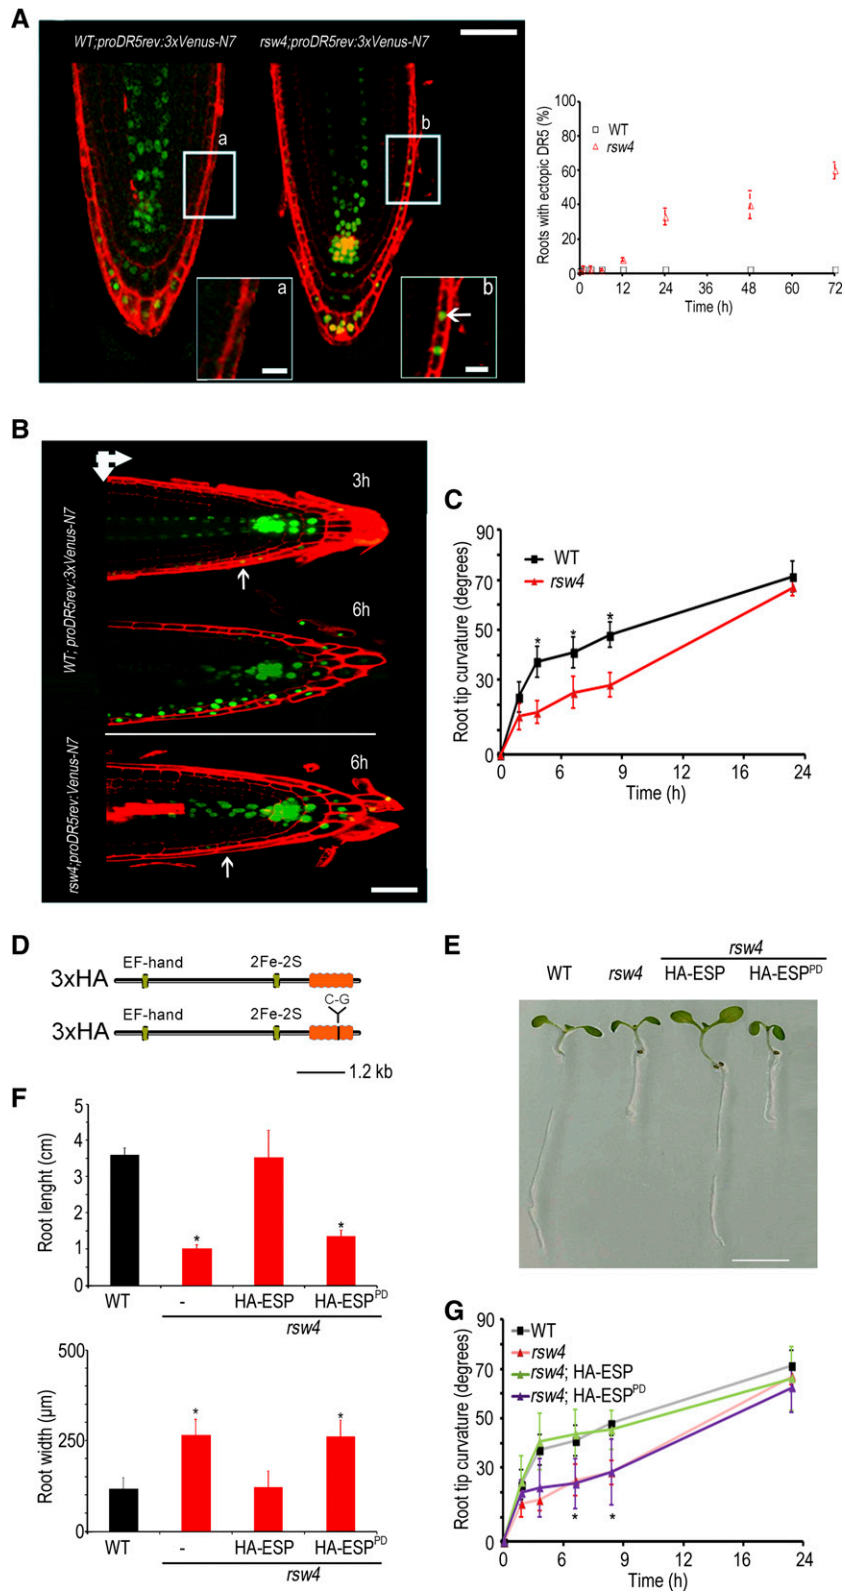 A
WT;proDR5rev:3xVenus-N7
rsw4;proDR5rev:3xVenus-N7
a
b
a
b
Roots with ectopic DR5 (%)
100
80
60
40
20
0
WT
rsw4
0 12 24 36 48 60 72
Time (h)
B
WT; proDR5rev:3xVenus-N7
rsw4;proDR5rev:Venus-N7
3h
6h
6h
C
Root tip curvature (degrees)
90
70
50
30
0
WT
rsw4
* * *
0 6 9 12 16 24
Time (h)
D
EF-hand 2Fe-2S
3xHA
C-G
EF-hand 2Fe-2S
3xHA
1.2 kb
E
rsw4
WT rsw4 HA-ESP HA-ESPPD
F
Root lenght (cm)
5
4
3
2
1
0
* *
WT - HA-ESP HA-ESPPD
rsw4
Root width (µm)
500
250
0
* *
WT - HA-ESP HA-ESPPD
rsw4
G
Root tip curvature (degrees)
90
70
50
30
0
WT
rsw4
rsw4; HA-ESP
rsw4; HA-ESPPD
* *
0 6 9 12 16 24
Time (h)